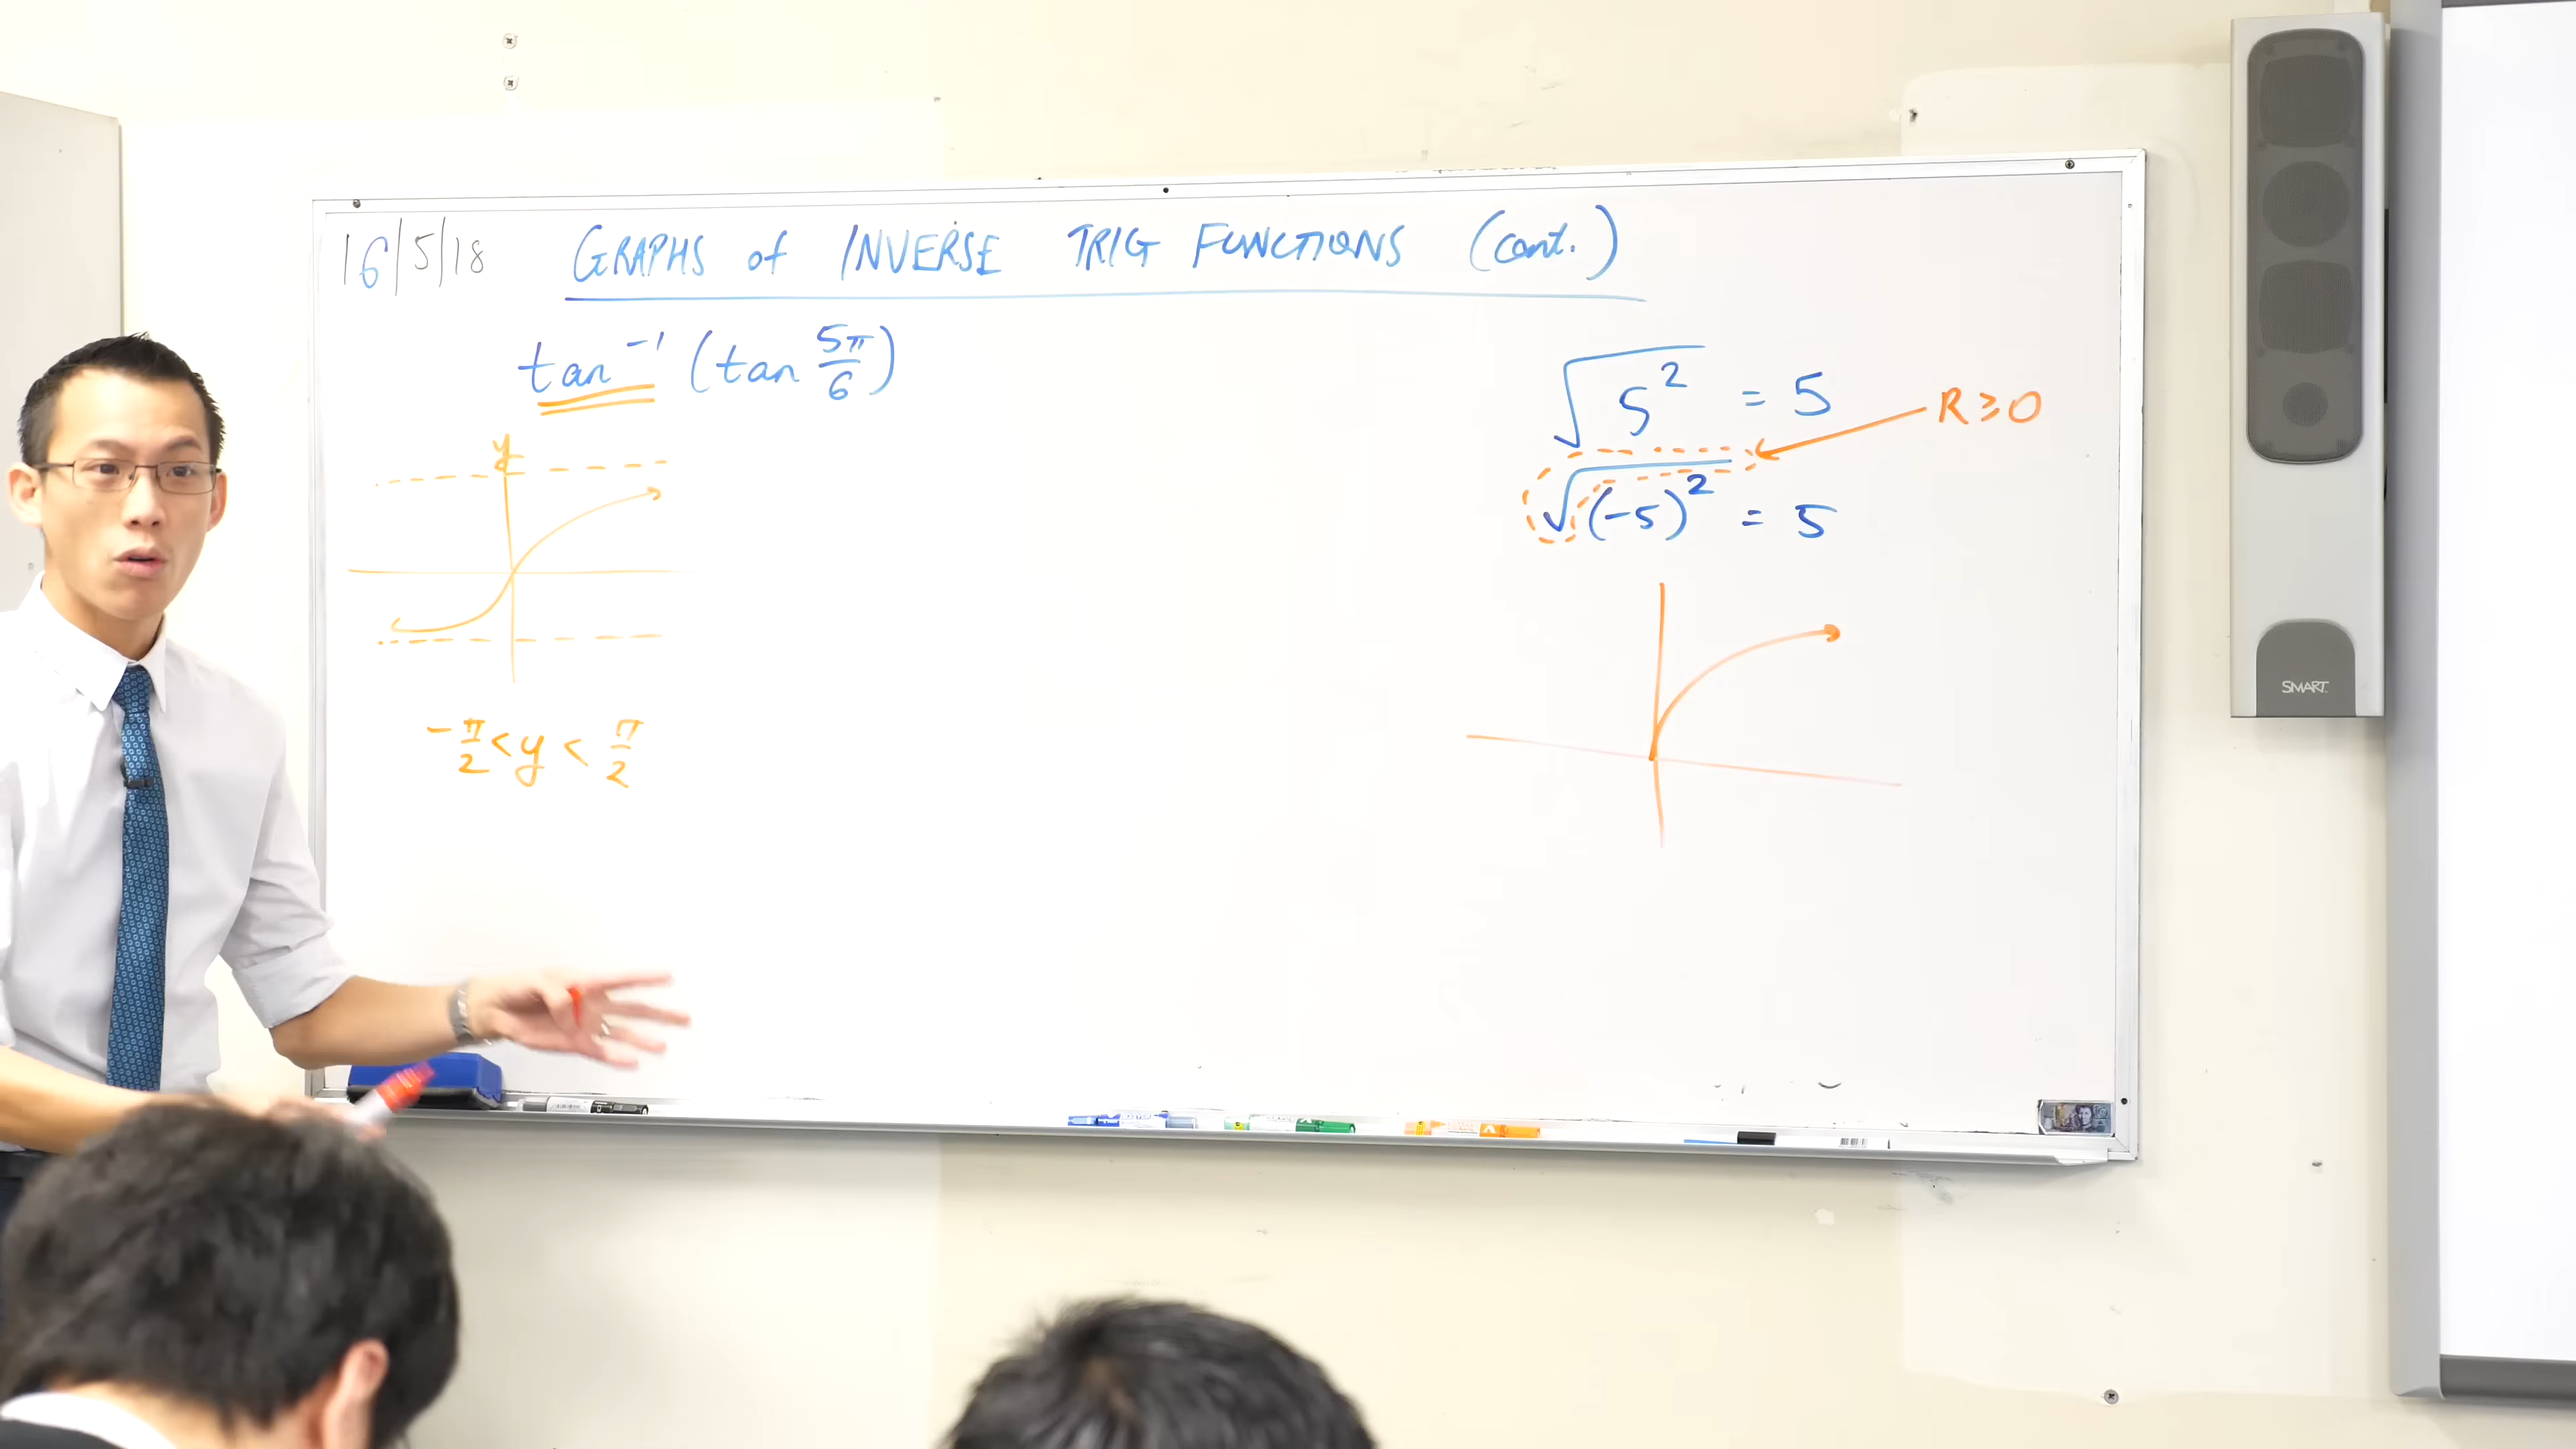 16/5/18 GRAPHS of INVERSE TRIG FUNCTIONS (cont.)
tan⁻¹ (tan 5π/6)
y
-π/2 < y < π/2
√5² = 5
R ≥ 0
√(-5)² = 5
SMART